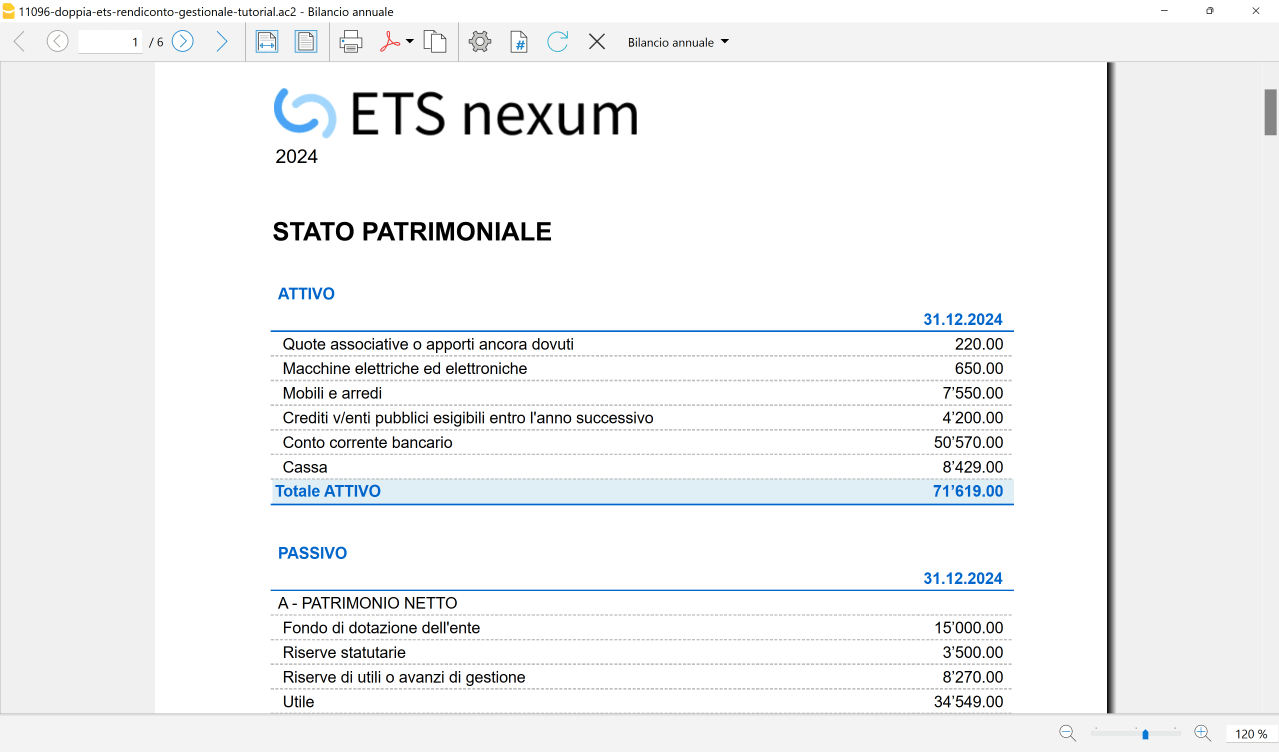 11096-doppia-ets-rendiconto-gestionale-tutorial.ac2 - Bilancio annuale
1 / 6 # Bilancio annuale
ETS nexum
2024
STATO PATRIMONIALE
ATTIVO
31.12.2024
Quote associative o apporti ancora dovuti 220.00
Macchine elettriche ed elettroniche 650.00
Mobili e arredi 7’550.00
Crediti v/enti pubblici esigibili entro l'anno successivo 4’200.00
Conto corrente bancario 50’570.00
Cassa 8’429.00
Totale ATTIVO 71’619.00
PASSIVO
31.12.2024
A - PATRIMONIO NETTO
Fondo di dotazione dell'ente 15’000.00
Riserve statutarie 3’500.00
Riserve di utili o avanzi di gestione 8’270.00
Utile 34’549.00
120 %